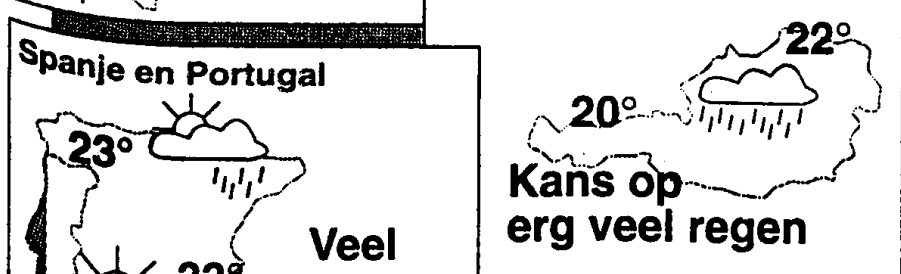 Spanje en Portugal
23°
Veel
22°
20°
Kans op
erg veel regen